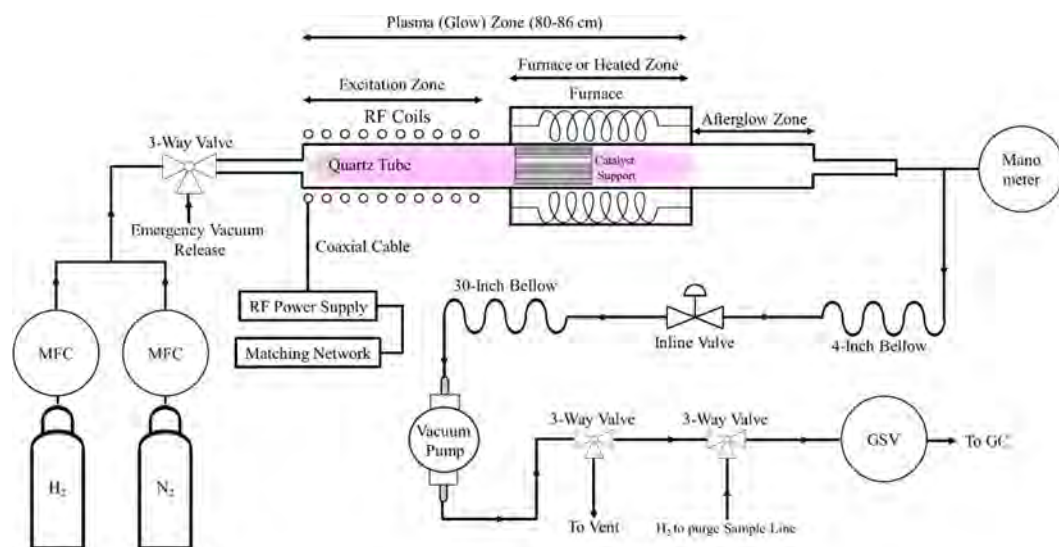 Plasma (Glow) Zone (80-86 cm)
Furnace or Heated Zone
Excitation Zone
Furnace
RF Coils
Afterglow Zone
3-Way Valve
Quartz Tube
Catalyst
Support
Mano
meter
Emergency Vacuum
Release
Coaxial Cable
30-Inch Bellow
RF Power Supply
MFC
MFC
Matching Network
Inline Valve
4-Inch Bellow
3-Way Valve
3-Way Valve
Vacuum
Pump
GSV
To GC
H₂
N₂
To Vent
H₂ to purge Sample Line